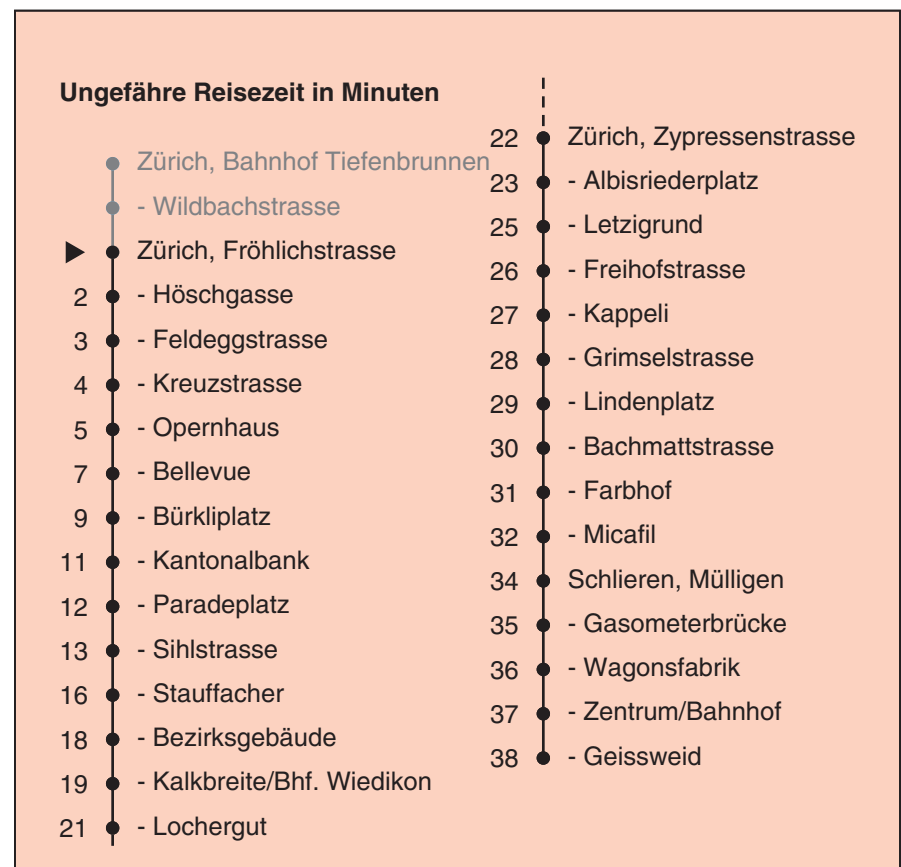 Ungefähre Reisezeit in Minuten
Zürich, Bahnhof Tiefenbrunnen
- Wildbachstrasse
Zürich, Fröhlichstrasse
2 - Höschgasse
3 - Feldeggstrasse
4 - Kreuzstrasse
5 - Opernhaus
7 - Bellevue
9 - Bürkliplatz
11 - Kantonalbank
12 - Paradeplatz
13 - Sihlstrasse
16 - Stauffacher
18 - Bezirksgebäude
19 - Kalkbreite/Bhf. Wiedikon
21 - Lochergut
22 Zürich, Zypressenstrasse
23 - Albisriederplatz
25 - Letzigrund
26 - Freihofstrasse
27 - Kappeli
28 - Grimselstrasse
29 - Lindenplatz
30 - Bachmattstrasse
31 - Farbhof
32 - Micafil
34 Schlieren, Mülligen
35 - Gasometerbrücke
36 - Wagonsfabrik
37 - Zentrum/Bahnhof
38 - Geissweid